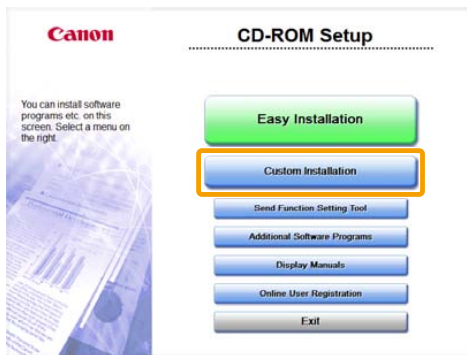 Canon
CD-ROM Setup
You can install software
programs etc. on this
screen. Select a menu on
the right.
Easy Installation
Custom Installation
Send Function Setting Tool
Additional Software Programs
Display Manuals
Online User Registration
Exit